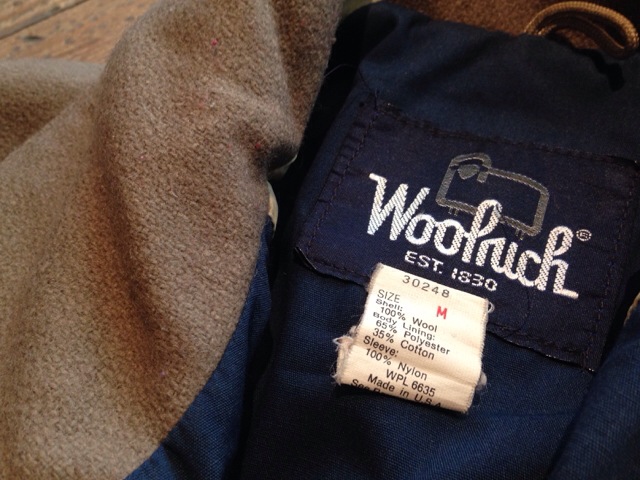 Woolrich®
EST. 1830
30248
SIZE M
Shell:
100% Wool
Body Lining:
65% Polyester
35% Cotton
Sleeve:
100% Nylon
WPL 6635
Made in U.S.A.